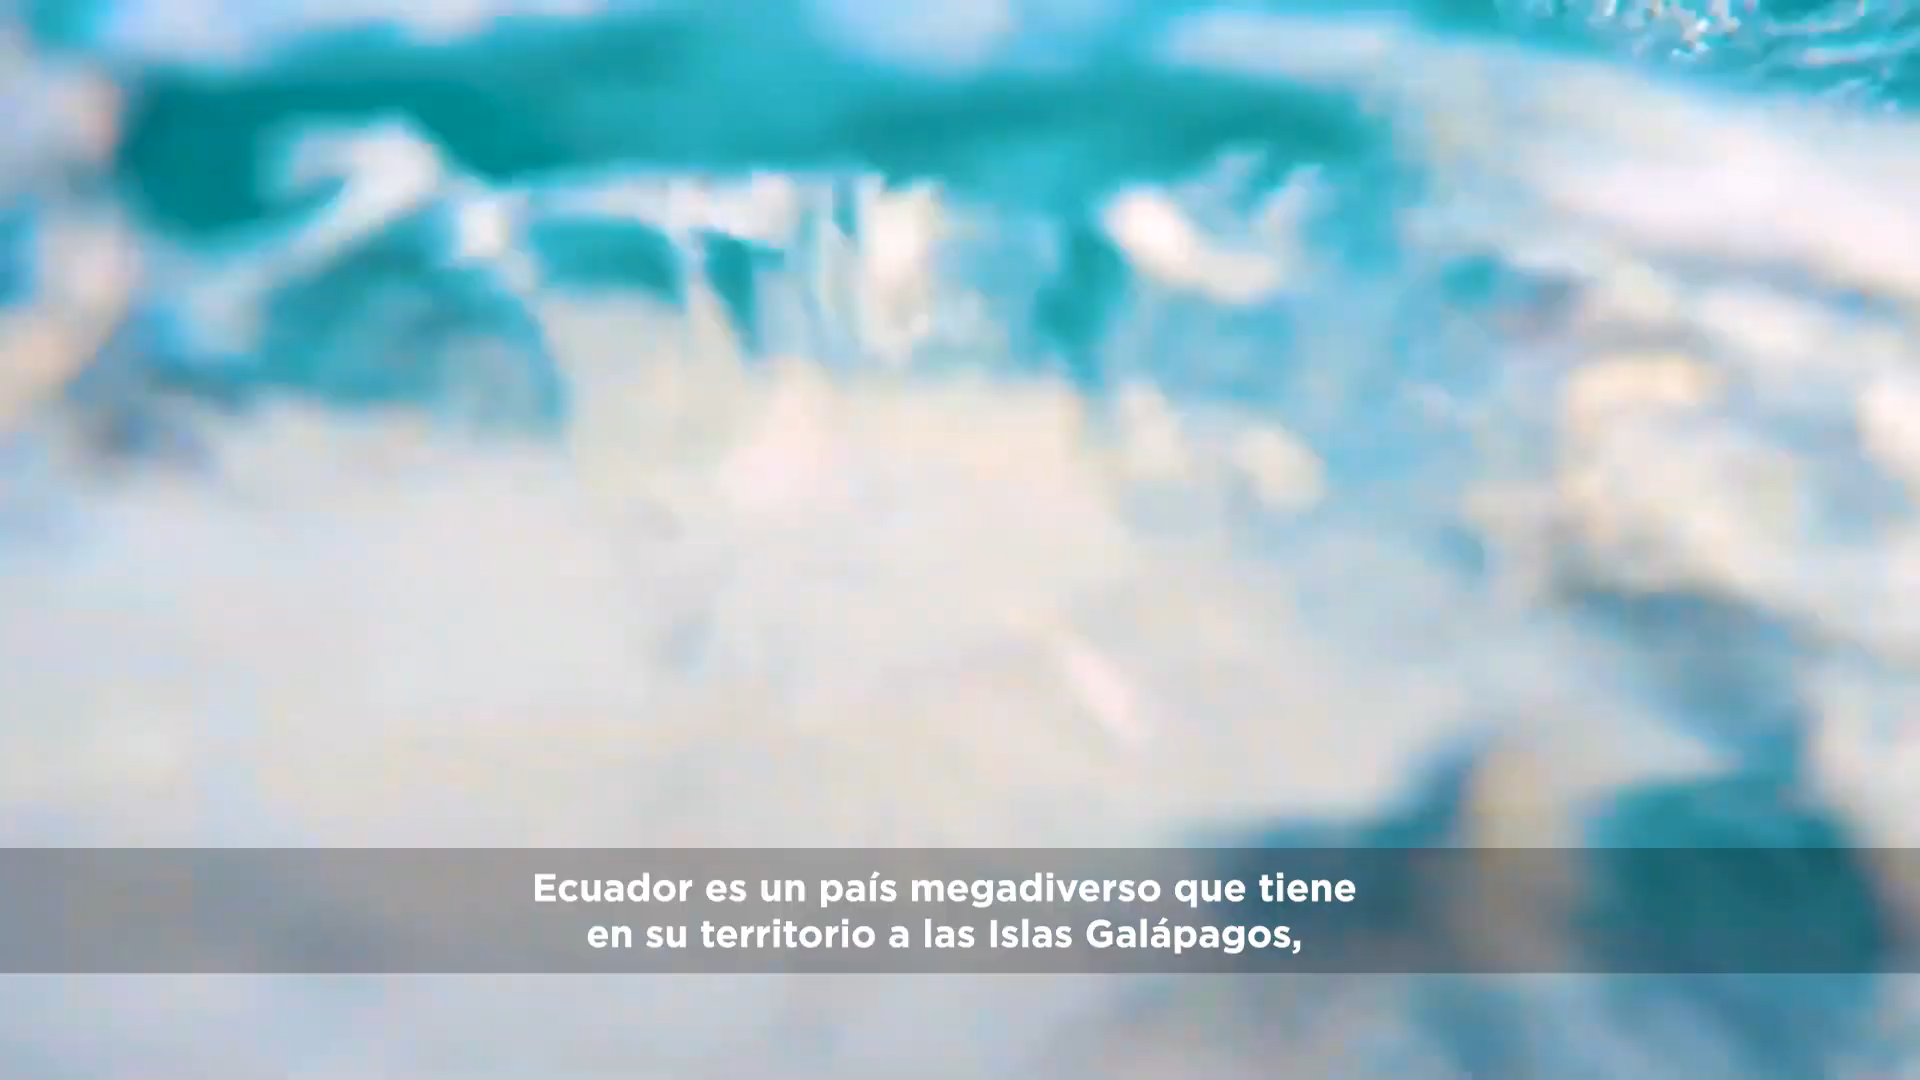 Ecuador es un país megadiverso que tiene
en su territorio a las Islas Galápagos,